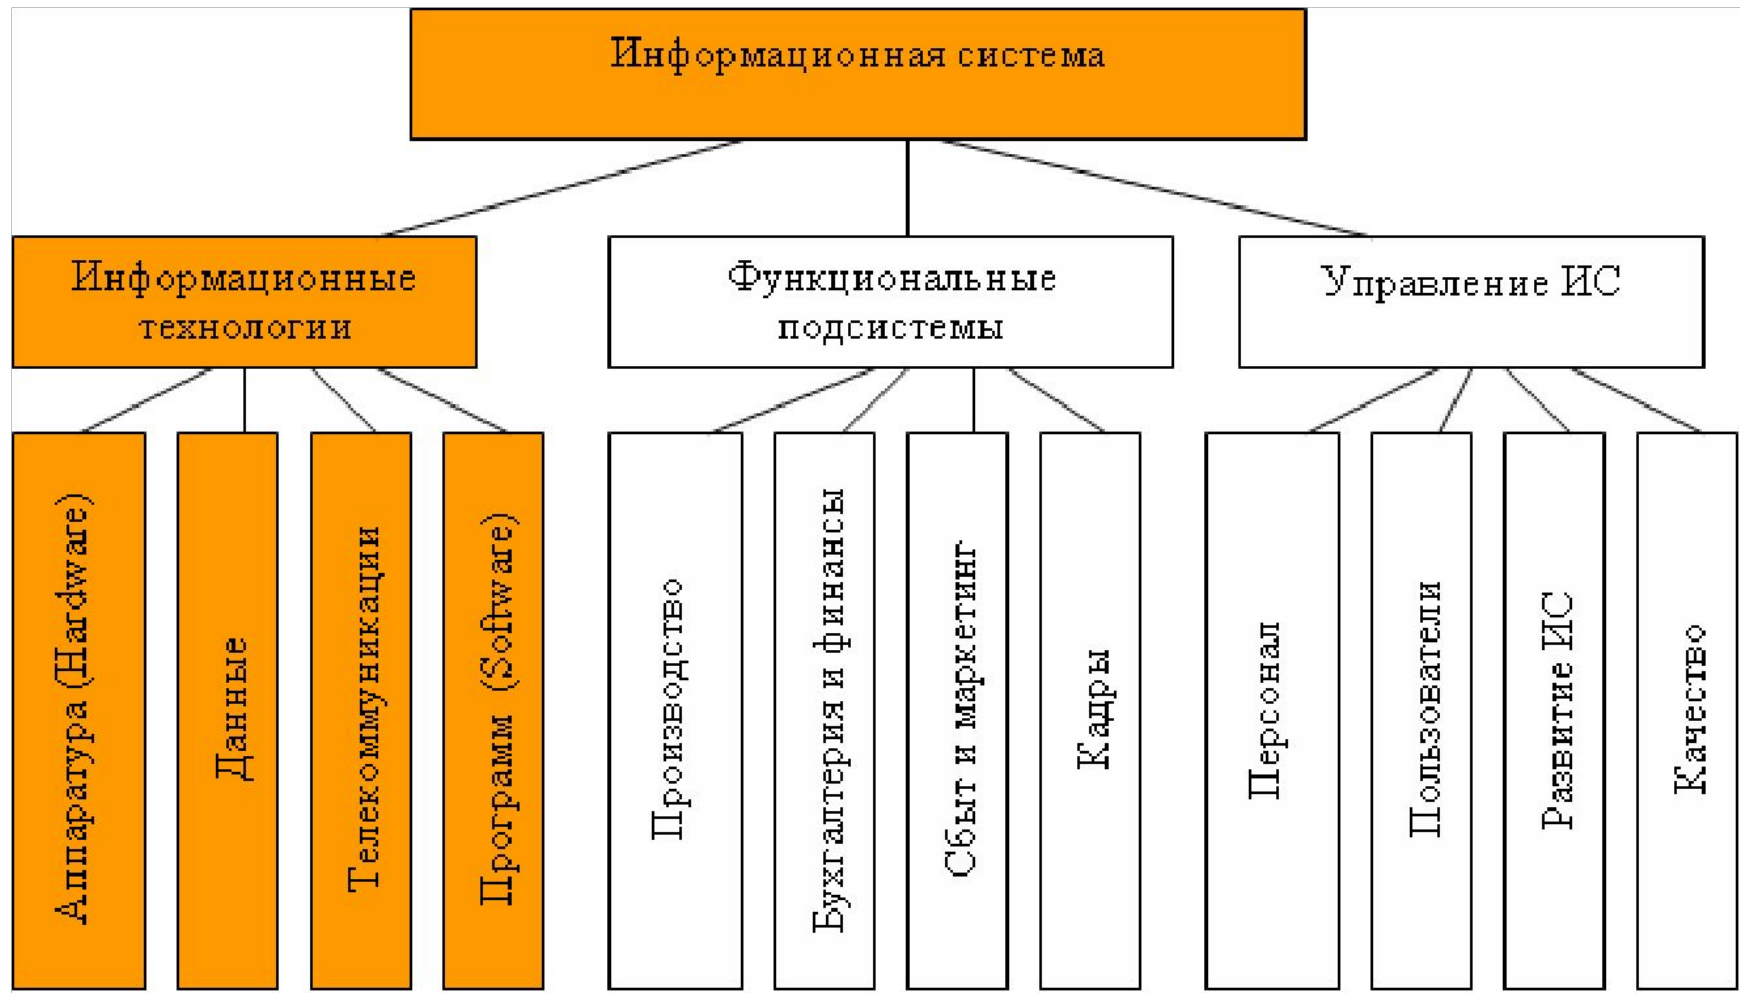 Информационная система
Информационные
технологии
Функциональные
подсистемы
Управление ИС
Аппаратура (Hardware)
Данные
Телекоммуникации
Программ (Software)
Производство
Бухгалтерия и финансы
Сбыт и маркетинг
Кадры
Персонал
Пользователи
Развитие ИС
Качество